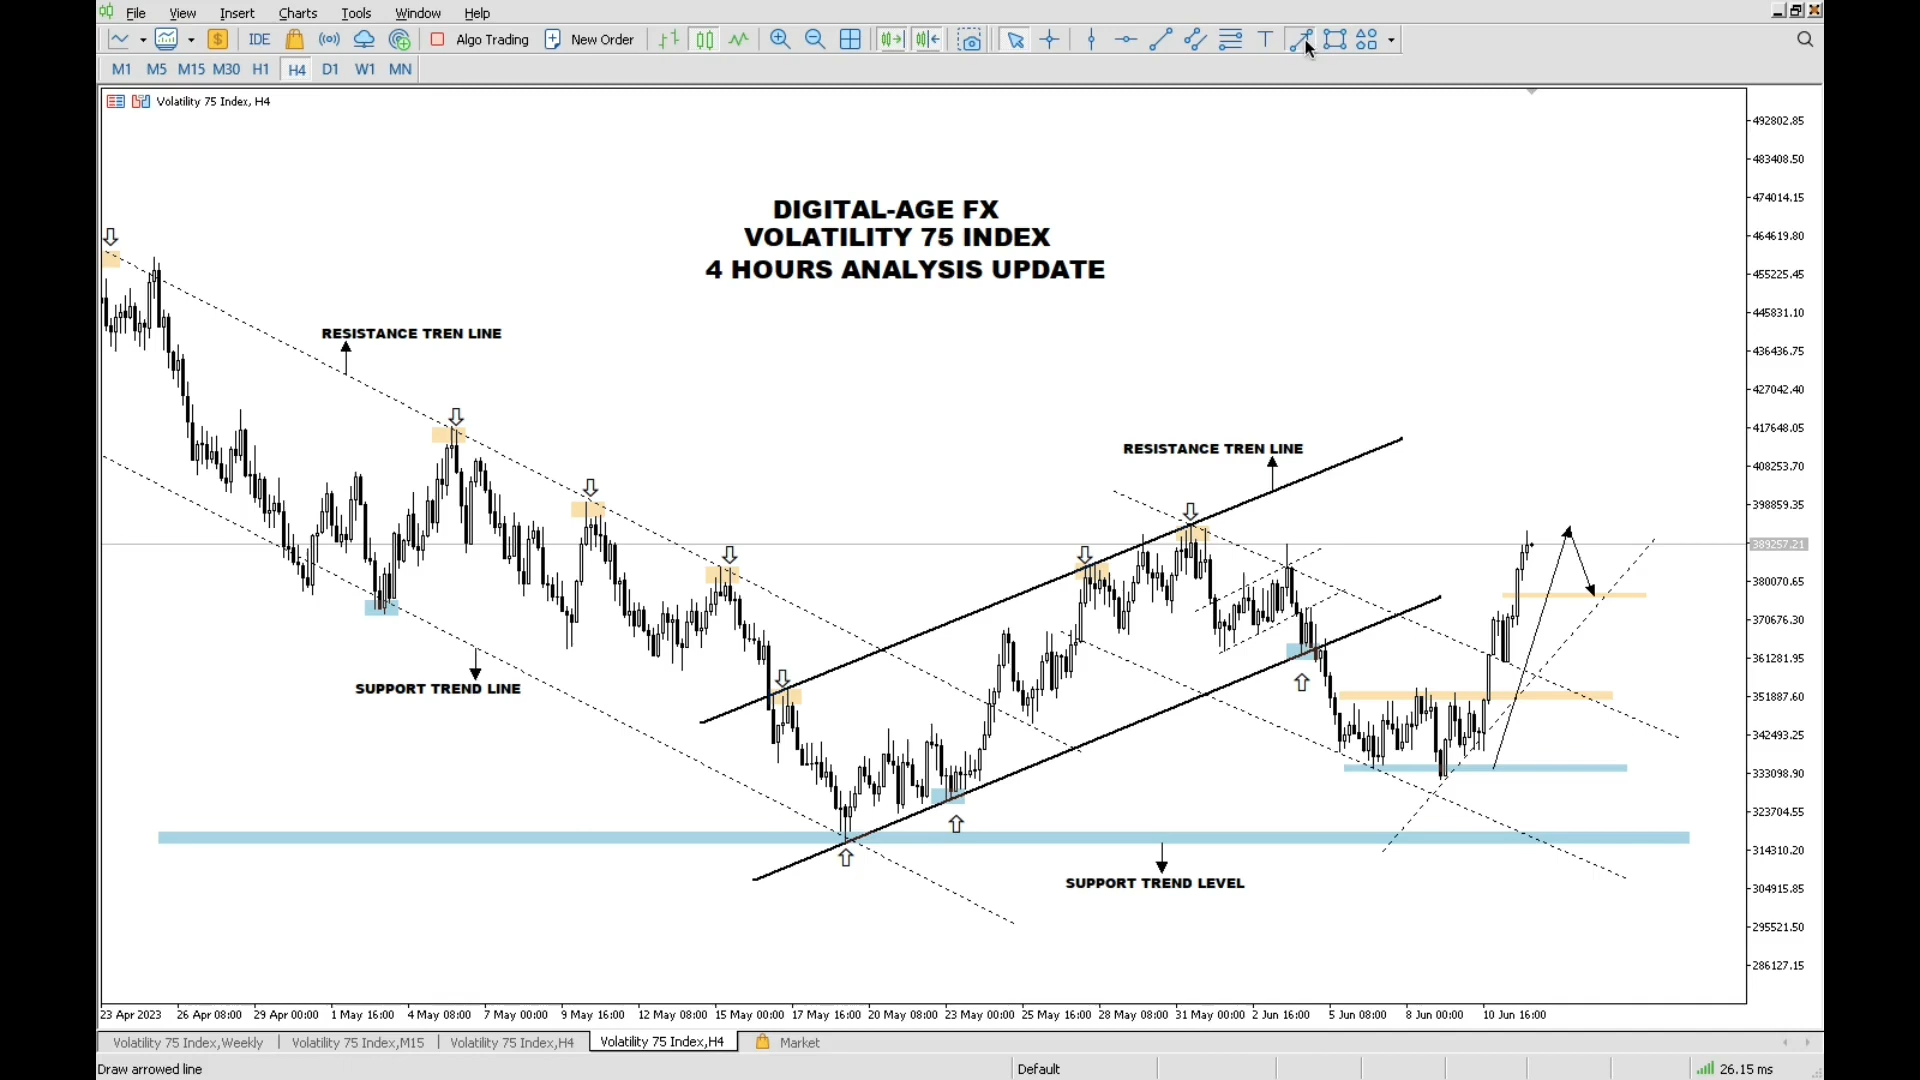 File View Insert Charts Tools Window Help
IDE Algo Trading New Order
M1 M5 M15 M30 H1 H4 D1 W1 MN
Volatility 75 Index, H4
DIGITAL-AGE FX
VOLATILITY 75 INDEX
4 HOURS ANALYSIS UPDATE
RESISTANCE TREN LINE
RESISTANCE TREN LINE
SUPPORT TREND LINE
SUPPORT TREND LEVEL
492802.85
483408.50
474014.15
464619.80
455225.45
445831.10
436436.75
427042.40
417648.05
408253.70
398859.35
389257.21
380070.65
370676.30
361281.95
351887.60
342493.25
333098.90
323704.55
314310.20
304915.85
295521.50
286127.15
23 Apr 2023 26 Apr 08:00 29 Apr 00:00 1 May 16:00 4 May 08:00 7 May 00:00 9 May 16:00 12 May 08:00 15 May 00:00 17 May 16:00 20 May 08:00 23 May 00:00 25 May 16:00 28 May 08:00 31 May 00:00 2 Jun 16:00 5 Jun 08:00 8 Jun 00:00 10 Jun 16:00
Volatility 75 Index,Weekly Volatility 75 Index,M15 Volatility 75 Index,H4 Volatility 75 Index,H4 Market
Draw arrowed line Default 26.15 ms